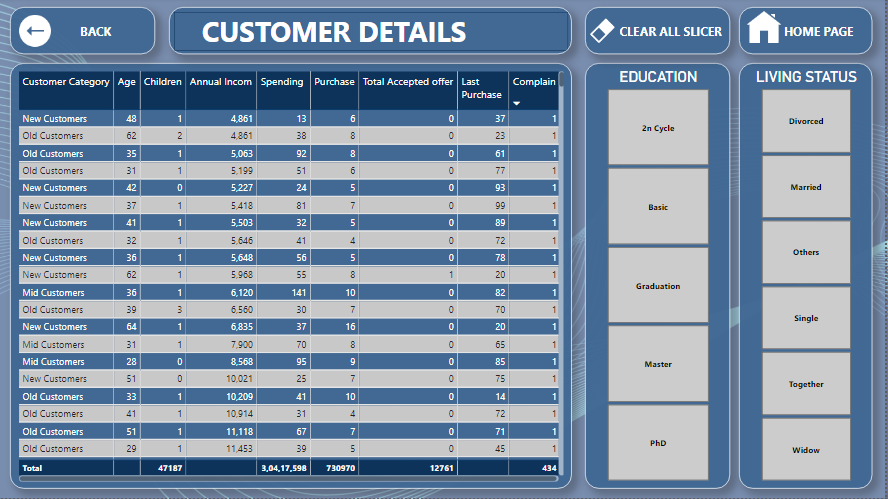 BACK
CUSTOMER DETAILS
CLEAR ALL SLICER
HOME PAGE
Customer Category Age Children Annual Incom Spending Purchase Total Accepted offer Last Purchase Complain
New Customers 48 1 4,861 13 6 0 37 1
Old Customers 62 2 4,861 38 8 0 23 1
Old Customers 35 1 5,063 92 8 0 61 1
Old Customers 31 1 5,199 51 6 0 77 1
New Customers 42 0 5,227 24 5 0 93 1
New Customers 37 1 5,418 81 7 0 99 1
New Customers 41 1 5,503 32 5 0 89 1
Old Customers 32 1 5,646 41 4 0 72 1
New Customers 36 1 5,648 56 5 0 78 1
New Customers 62 1 5,968 55 8 1 20 1
Mid Customers 36 1 6,120 141 10 0 82 1
Old Customers 39 3 6,560 30 7 0 70 1
New Customers 64 1 6,835 37 16 0 20 1
Mid Customers 31 1 7,900 70 8 0 65 1
Mid Customers 28 0 8,568 95 9 0 85 1
New Customers 51 0 10,021 25 7 0 75 1
Old Customers 33 1 10,209 41 10 0 14 1
Old Customers 41 1 10,914 31 4 0 72 1
Old Customers 51 1 11,118 67 7 0 71 1
Old Customers 29 1 11,453 39 5 0 45 1
Total 47187 3,04,17,598 730970 12761 434
EDUCATION
2n Cycle
Basic
Graduation
Master
PhD
LIVING STATUS
Divorced
Married
Others
Single
Together
Widow